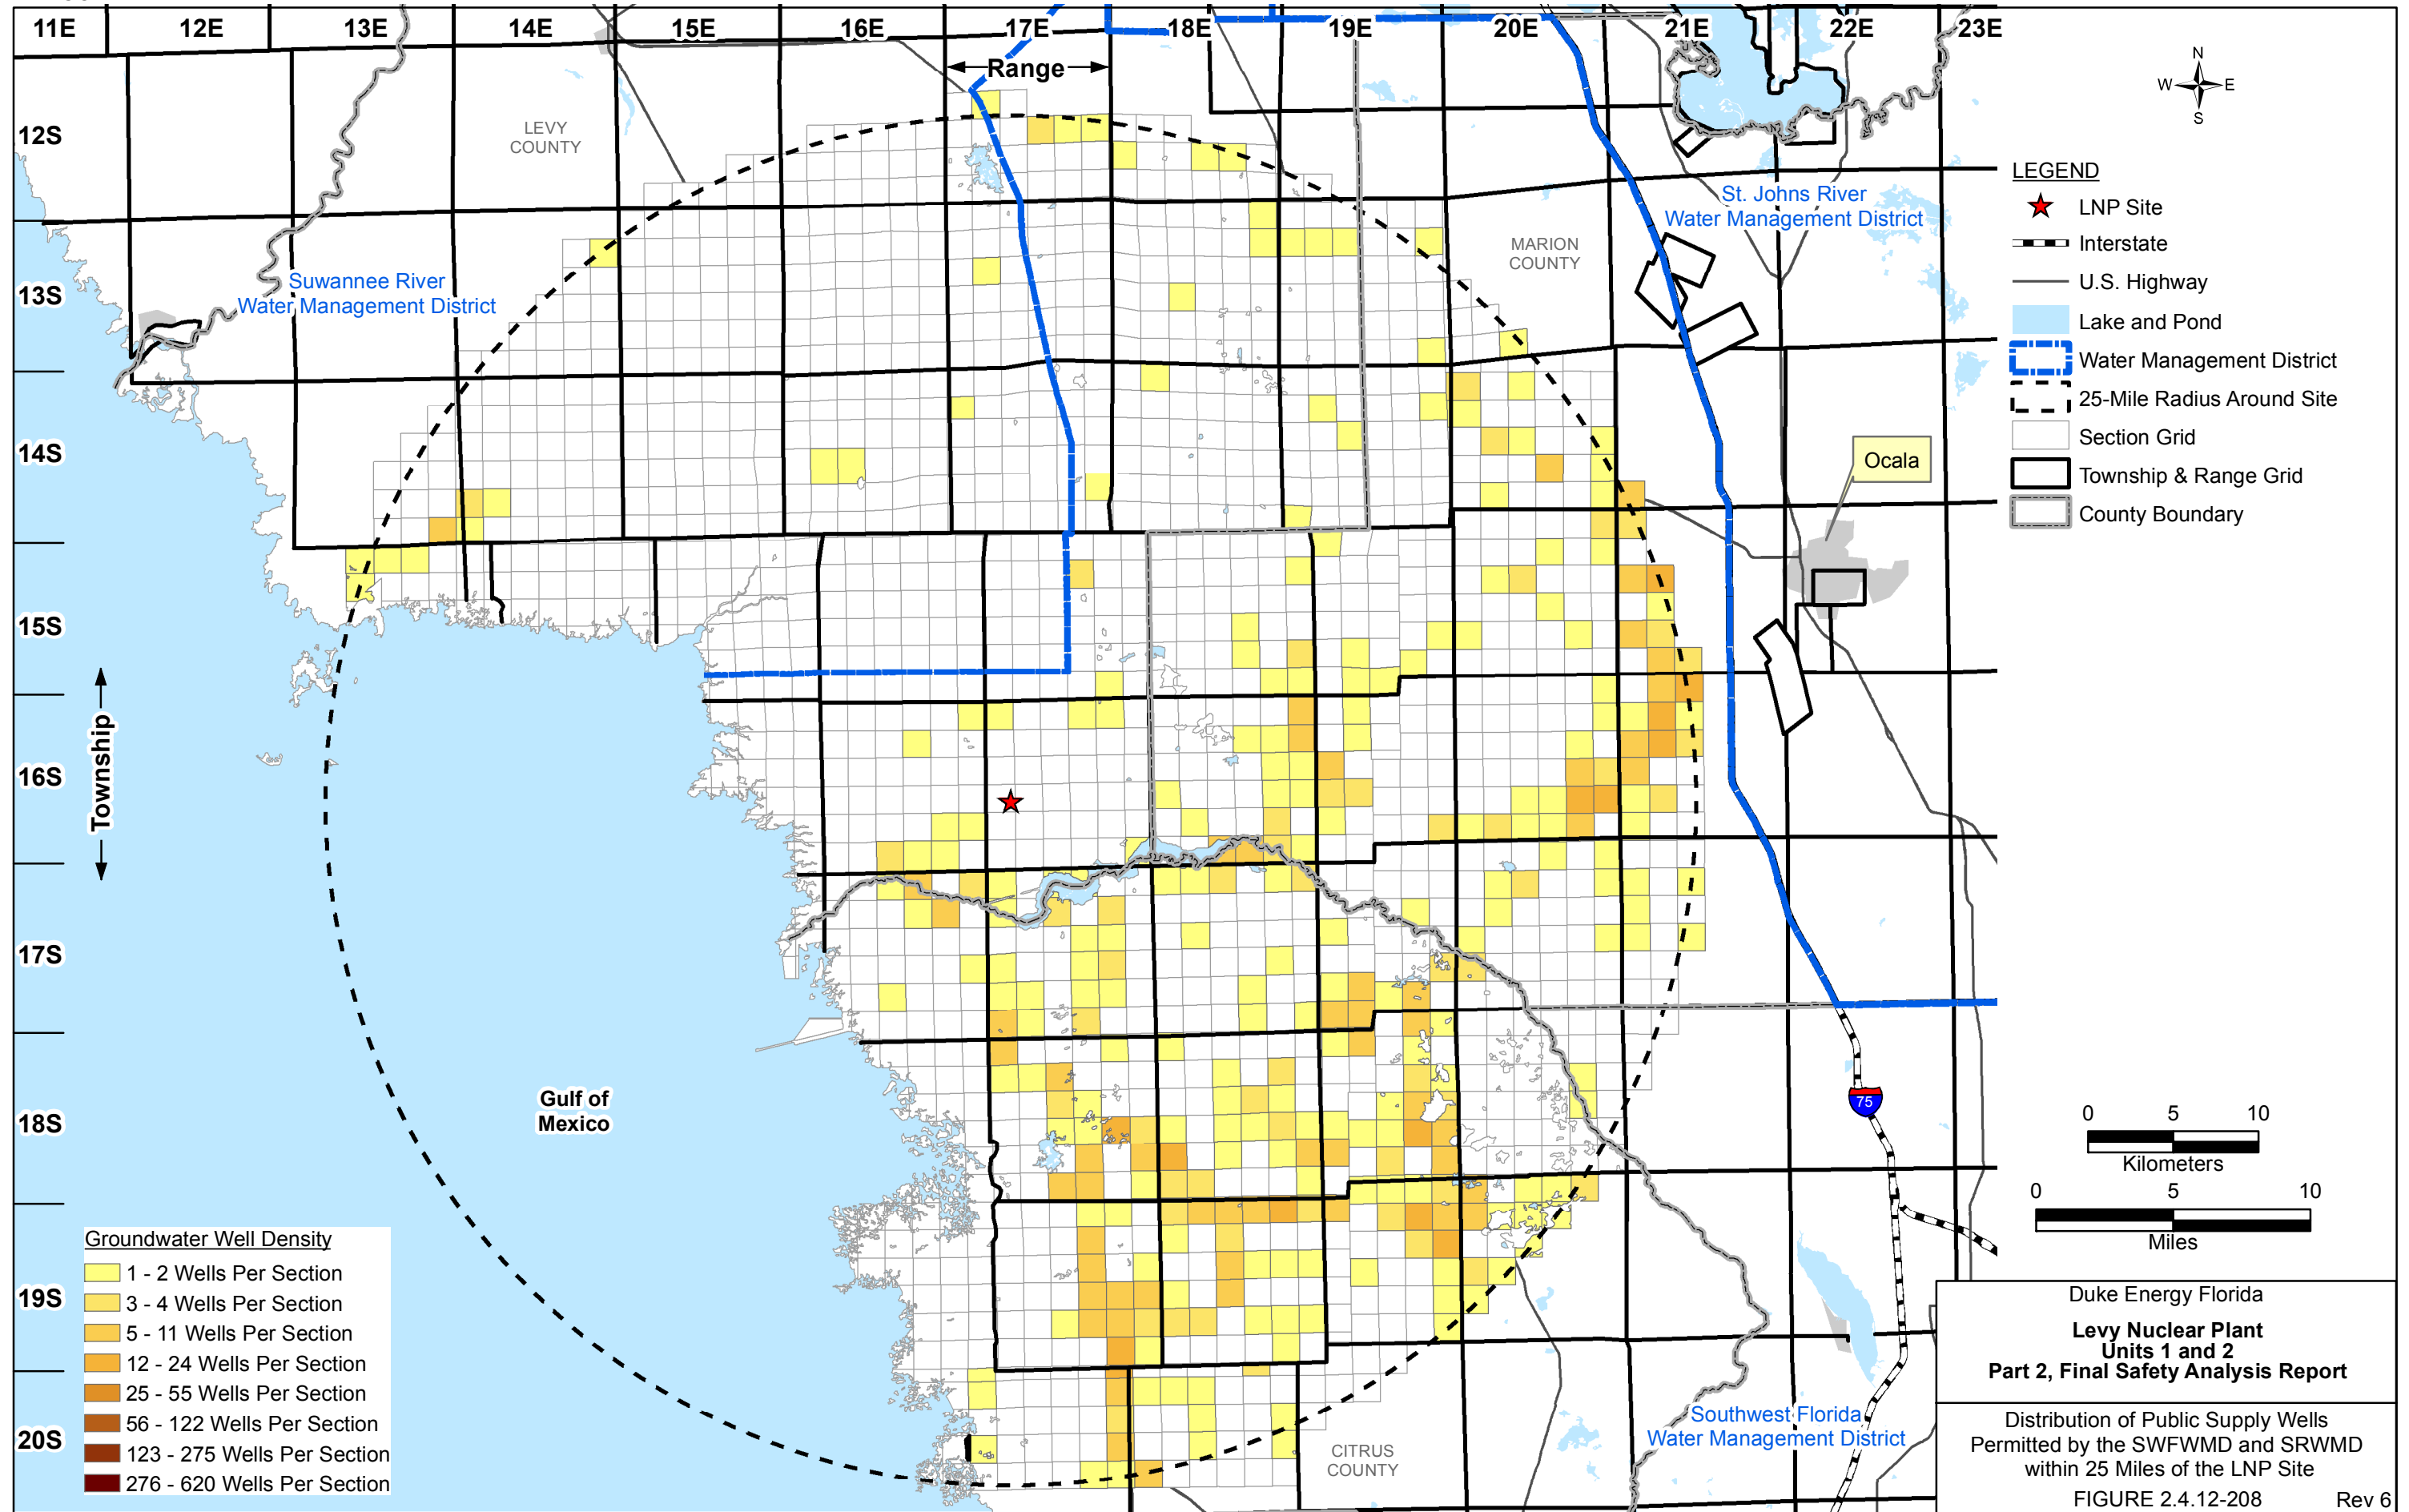 11E 12E 13E 14E 15E 16E 17E 18E 19E 20E 21E 22E 23E
Range
N
W E
S
12S
LEVY
COUNTY
LEGEND
LNP Site
Interstate
U.S. Highway
Lake and Pond
Water Management District
25-Mile Radius Around Site
Section Grid
Township & Range Grid
County Boundary
St. Johns River
Water Management District
MARION
COUNTY
Suwannee River
Water Management District
13S
14S
Ocala
15S
Township
16S
17S
Gulf of
Mexico
18S
75
0 5 10
Kilometers
0 5 10
Miles
Groundwater Well Density
1 - 2 Wells Per Section
3 - 4 Wells Per Section
5 - 11 Wells Per Section
12 - 24 Wells Per Section
25 - 55 Wells Per Section
56 - 122 Wells Per Section
123 - 275 Wells Per Section
276 - 620 Wells Per Section
19S
20S
CITRUS
COUNTY
Southwest Florida
Water Management District
Duke Energy Florida
Levy Nuclear Plant
Units 1 and 2
Part 2, Final Safety Analysis Report
Distribution of Public Supply Wells
Permitted by the SWFWMD and SRWMD
within 25 Miles of the LNP Site
FIGURE 2.4.12-208 Rev 6